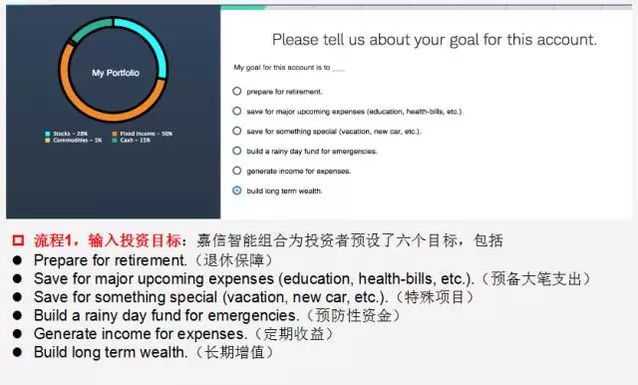 Please tell us about your goal for this account.
My goal for this account is to ___
My Portfolio
prepare for retirement.
save for major upcoming expenses (education, health-bills, etc.).
save for something special (vacation, new car, etc.).
build a rainy day fund for emergencies.
generate income for expenses.
build long term wealth.
Stocks - 28% Fixed Income - 56%
Commodities - 1% Cash - 15%
流程1，输入投资目标：嘉信智能组合为投资者预设了六个目标，包括
Prepare for retirement.（退休保障）
Save for major upcoming expenses (education, health-bills, etc.).（预备大笔支出）
Save for something special (vacation, new car, etc.).（特殊项目）
Build a rainy day fund for emergencies.（预防性资金）
Generate income for expenses.（定期收益）
Build long term wealth.（长期增值）